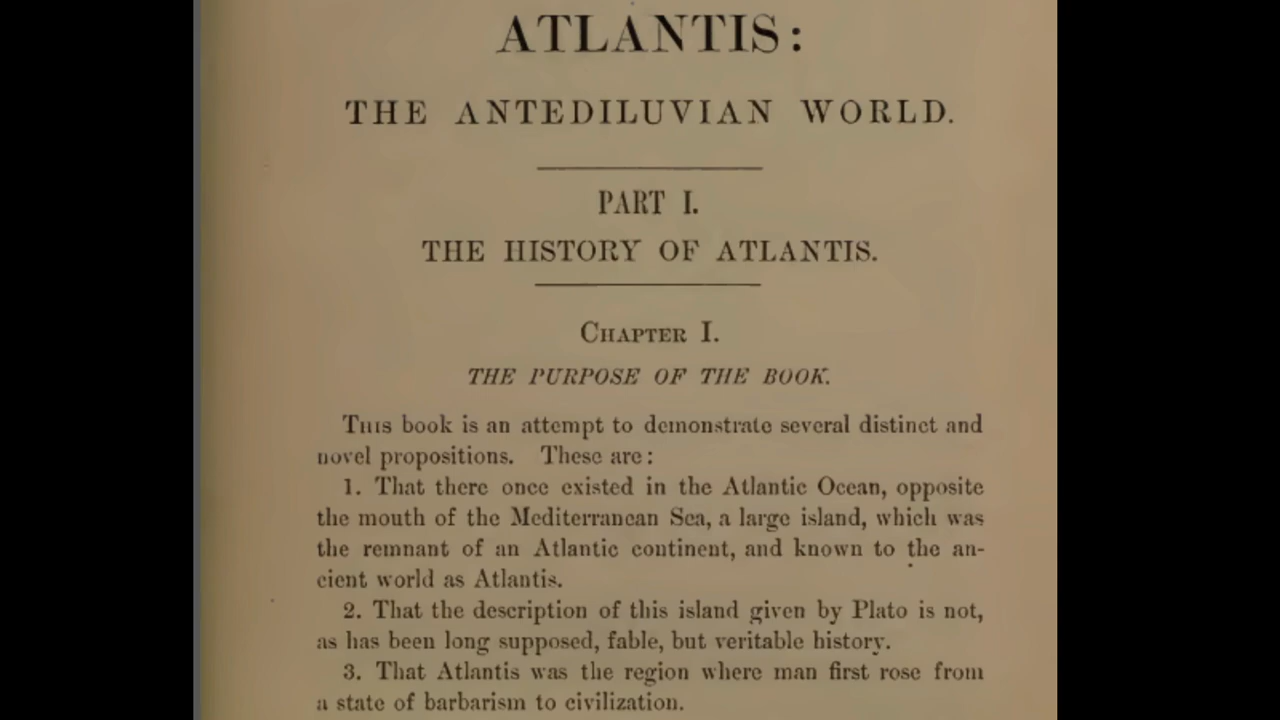 ATLANTIS:
THE ANTEDILUVIAN WORLD.
PART I.
THE HISTORY OF ATLANTIS.
CHAPTER I.
THE PURPOSE OF THE BOOK.
THIS book is an attempt to demonstrate several distinct and
novel propositions. These are:
1. That there once existed in the Atlantic Ocean, opposite
the mouth of the Mediterranean Sea, a large island, which was
the remnant of an Atlantic continent, and known to the an-
cient world as Atlantis.
2. That the description of this island given by Plato is not,
as has been long supposed, fable, but veritable history.
3. That Atlantis was the region where man first rose from
a state of barbarism to civilization.